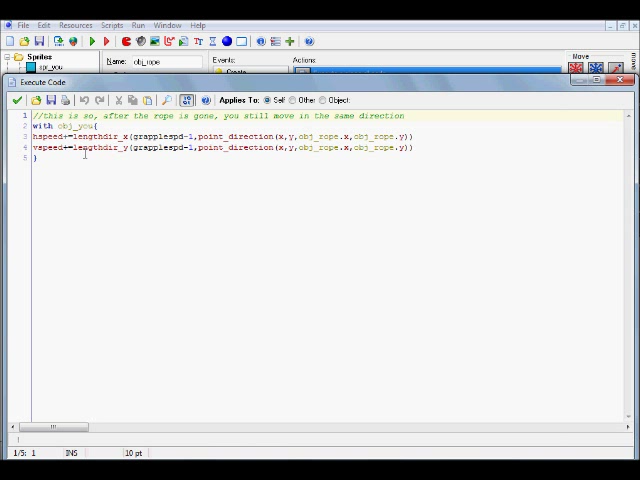 File Edit Resources Scripts Run Window Help
Sprites
spr_you
Name: obj_rope
Events:
Actions
Move
Execute Code
Applies To: Self Other Object:
1 //this is so, after the rope is gone, you still move in the same direction
2 with obj_you{
3 hspeed+=lengthdir_x(grapplespd-1,point_direction(x,y,obj_rope.x,obj_rope.y))
4 vspeed+=lengthdir_y(grapplespd-1,point_direction(x,y,obj_rope.x,obj_rope.y))
5 }
1/5: 1 INS 10 pt